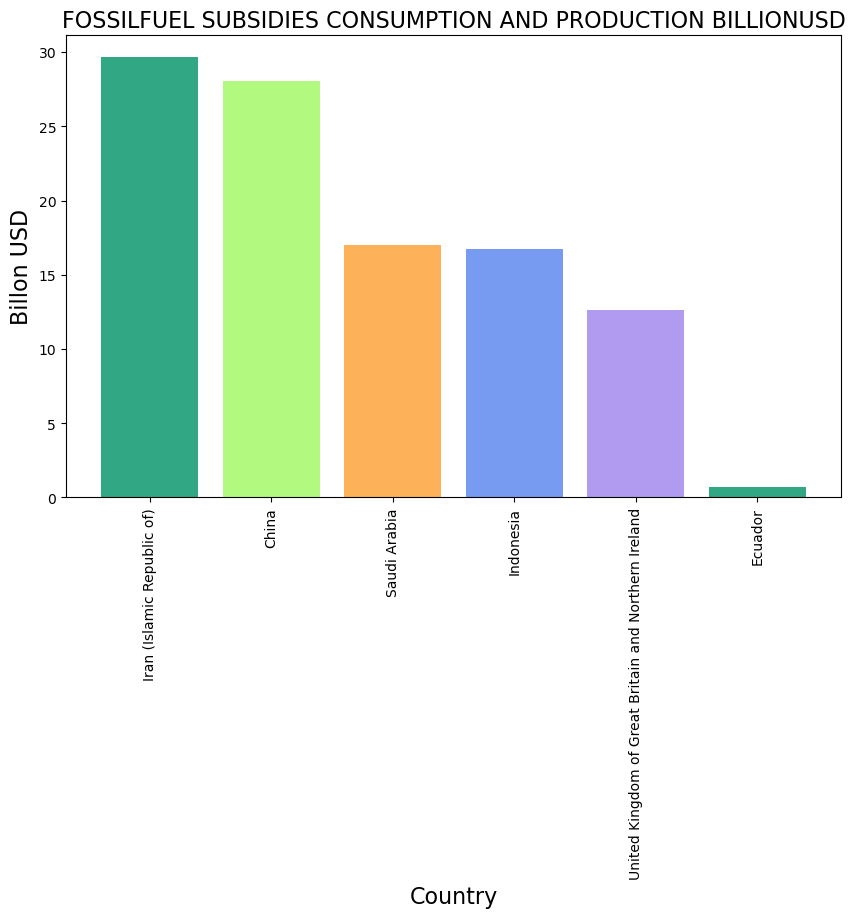 FOSSILFUEL SUBSIDIES CONSUMPTION AND PRODUCTION BILLIONUSD
Billon USD
30
25
20
15
10
5
0
Iran (Islamic Republic of)
China
Saudi Arabia
Indonesia
United Kingdom of Great Britain and Northern Ireland
Ecuador
Country